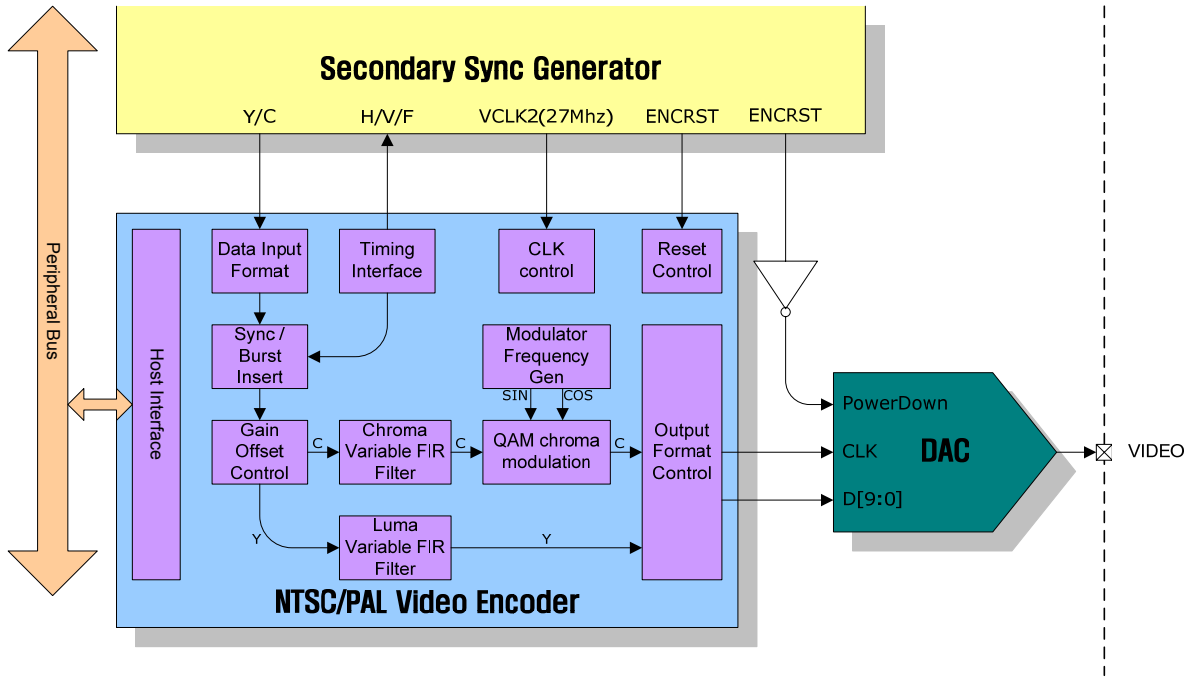 Secondary Sync Generator
Y/C
H/V/F
VCLK2(27Mhz)
ENCRST
ENCRST
Peripheral Bus
Host Interface
Data Input
Format
Timing
Interface
CLK
control
Reset
Control
Sync /
Burst
Insert
Modulator
Frequency
Gen
SIN
COS
Gain
Offset
Control
C
Chroma
Variable FIR
Filter
C
QAM chroma
modulation
C
Output
Format
Control
Y
Luma
Variable FIR
Filter
Y
NTSC/PAL Video Encoder
PowerDown
CLK
D[9:0]
DAC
VIDEO